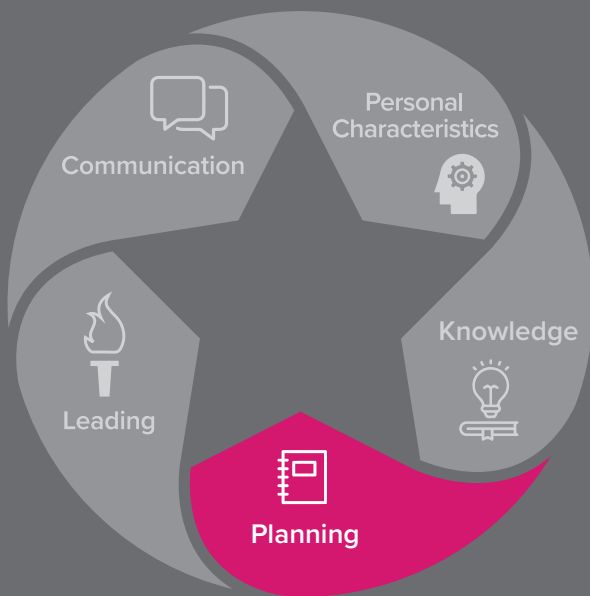 Communication
Personal
Characteristics
Knowledge
Leading
Planning